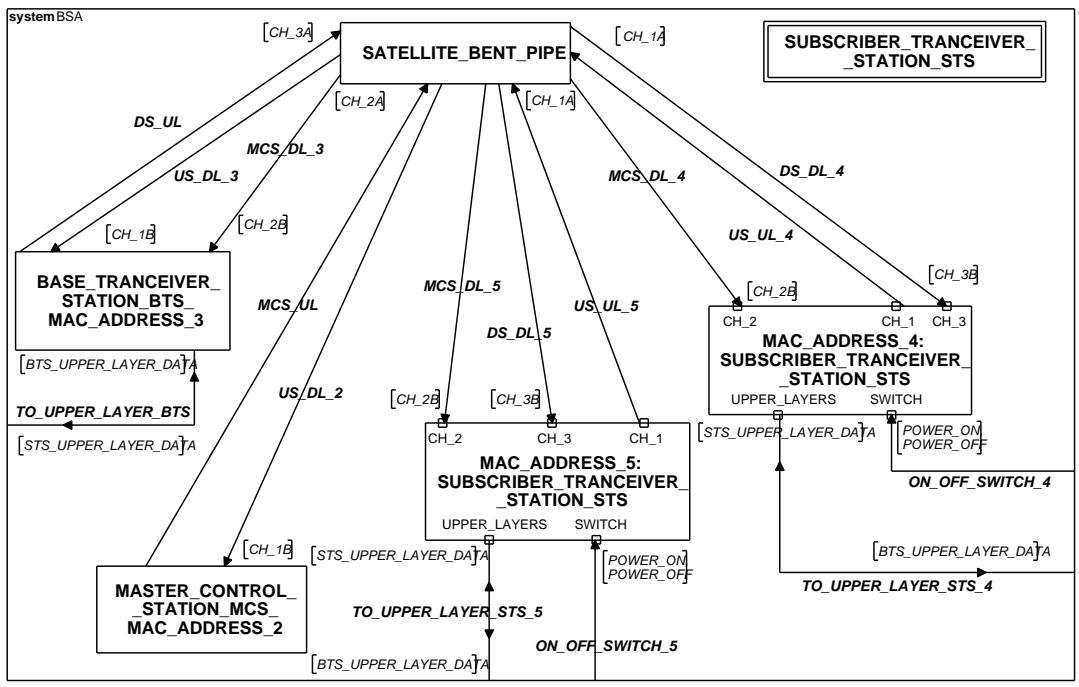 system BSA
[CH_3A]
[CH_1A]
SATELLITE_BENT_PIPE
SUBSCRIBER_TRANCEIVER_
_STATION_STS
[CH_2A]
[CH_1A]
DS_UL
MCS_DL_3
US_DL_3
MCS_DL_4
DS_DL_4
[CH_1B]
[CH_2B]
US_UL_4
BASE_TRANCEIVER_
_STATION_BTS_
MAC_ADDRESS_3
MCS_UL
MCS_DL_5
US_UL_5
DS_DL_5
[CH_2B]
[CH_3B]
CH_2
CH_1
CH_3
MAC_ADDRESS_4:
SUBSCRIBER_TRANCEIVER_
_STATION_STS
UPPER_LAYERS
SWITCH
[BTS_UPPER_LAYER_DATA]
TO_UPPER_LAYER_BTS
[STS_UPPER_LAYER_DATA]
US_DL_2
[CH_2B]
[CH_3B]
CH_2
CH_3
CH_1
MAC_ADDRESS_5:
SUBSCRIBER_TRANCEIVER_
_STATION_STS
UPPER_LAYERS
SWITCH
[STS_UPPER_LAYER_DATA]
[POWER_ON,
POWER_OFF]
ON_OFF_SWITCH_4
[BTS_UPPER_LAYER_DATA]
TO_UPPER_LAYER_STS_4
[CH_1B]
[STS_UPPER_LAYER_DATA]
[POWER_ON,
POWER_OFF]
MASTER_CONTROL_
_STATION_MCS_
MAC_ADDRESS_2
TO_UPPER_LAYER_STS_5
ON_OFF_SWITCH_5
[BTS_UPPER_LAYER_DATA]